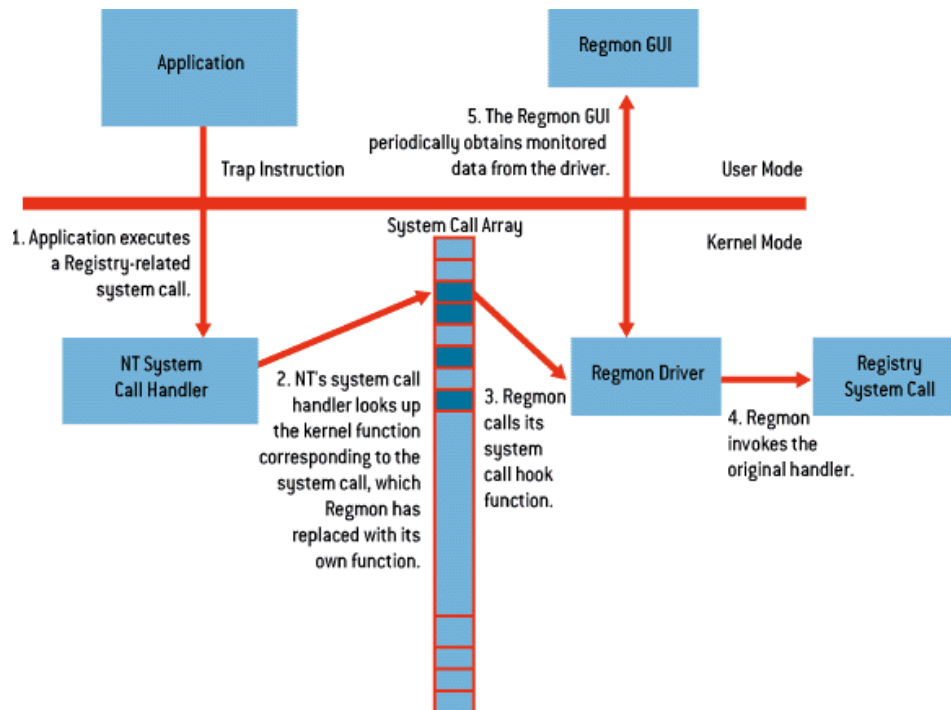 Application
Regmon GUI
5. The Regmon GUI
periodically obtains monitored
data from the driver.
Trap Instruction
User Mode
System Call Array
Kernel Mode
1. Application executes
a Registry-related
system call.
NT System
Call Handler
2. NT's system call
handler looks up
the kernel function
corresponding to the
system call, which
Regmon has
replaced with its
own function.
3. Regmon
calls its
system
call hook
function.
Regmon Driver
4. Regmon
invokes the
original handler.
Registry
System Call